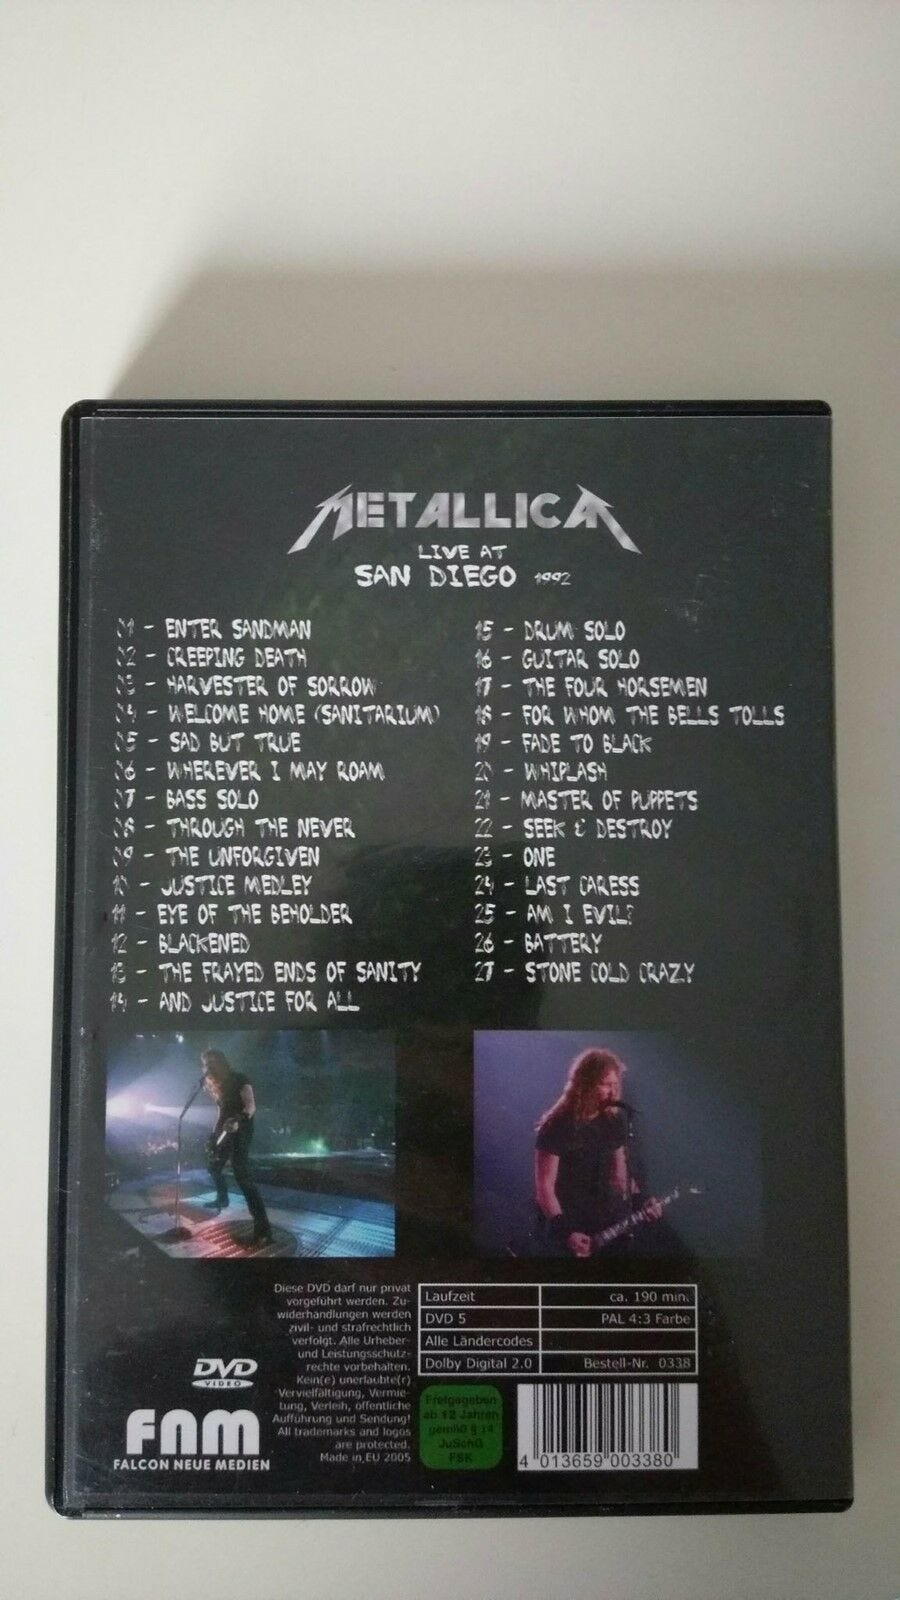 METALLICA
LIVE AT
SAN DIEGO 1992
01 - ENTER SANDMAN
02 - CREEPING DEATH
03 - HARVESTER OF SORROW
04 - WELCOME HOME (SANITARIUM)
05 - SAD BUT TRUE
06 - WHEREVER I MAY ROAM
07 - BASS SOLO
08 - THROUGH THE NEVER
09 - THE UNFORGIVEN
10 - JUSTICE MEDLEY
11 - EYE OF THE BEHOLDER
12 - BLACKENED
13 - THE FRAYED ENDS OF SANITY
14 - AND JUSTICE FOR ALL
15 - DRUM SOLO
16 - GUITAR SOLO
17 - THE FOUR HORSEMEN
18 - FOR WHOM THE BELLS TOLLS
19 - FADE TO BLACK
20 - WHIPLASH
21 - MASTER OF PUPPETS
22 - SEEK & DESTROY
23 - ONE
24 - LAST CARESS
25 - AM I EVIL?
26 - BATTERY
27 - STONE COLD CRAZY
Diese DVD darf nur privat
vorgeführt werden. Zu-
widerhandlungen werden
zivil- und strafrechtlich
verfolgt. Alle Urheber-
und Leistungsschutz-
rechte vorbehalten.
Kein(e) unerlaubte(r)
Vervielfältigung, Vermie-
tung, Verleih, öffentliche
Aufführung und Sendung!
All trademarks and logos
are protected.
Made in EU 2005
DVD
VIDEO
FNM
FALCON NEUE MEDIEN
Laufzeit ca. 190 min.
DVD 5 PAL 4:3 Farbe
Alle Ländercodes
Dolby Digital 2.0 Bestell-Nr. 0338
Freigegeben
ab 12 Jahren
gemäß § 14
JuSchG
FSK
4 013659 003380